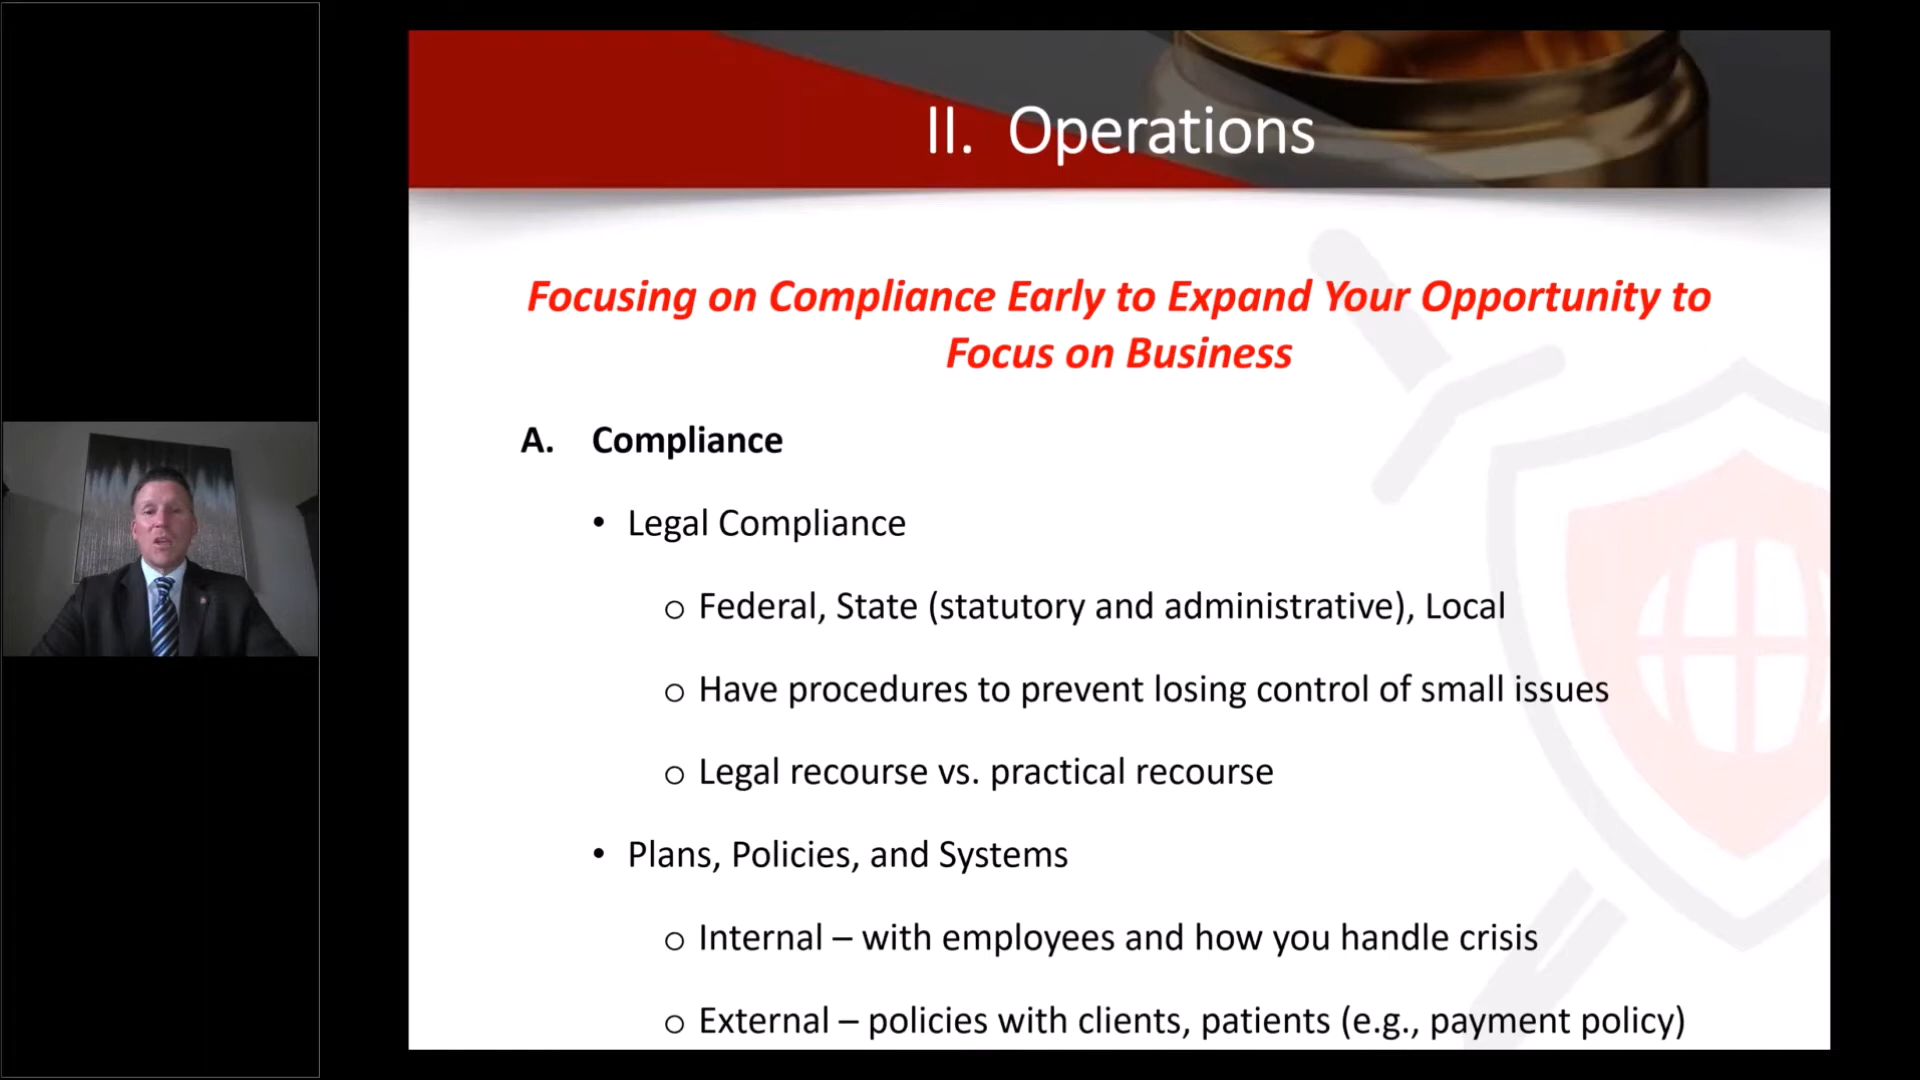 II. Operations
Focusing on Compliance Early to Expand Your Opportunity to
Focus on Business
A. Compliance
• Legal Compliance
o Federal, State (statutory and administrative), Local
o Have procedures to prevent losing control of small issues
o Legal recourse vs. practical recourse
• Plans, Policies, and Systems
o Internal – with employees and how you handle crisis
o External – policies with clients, patients (e.g., payment policy)